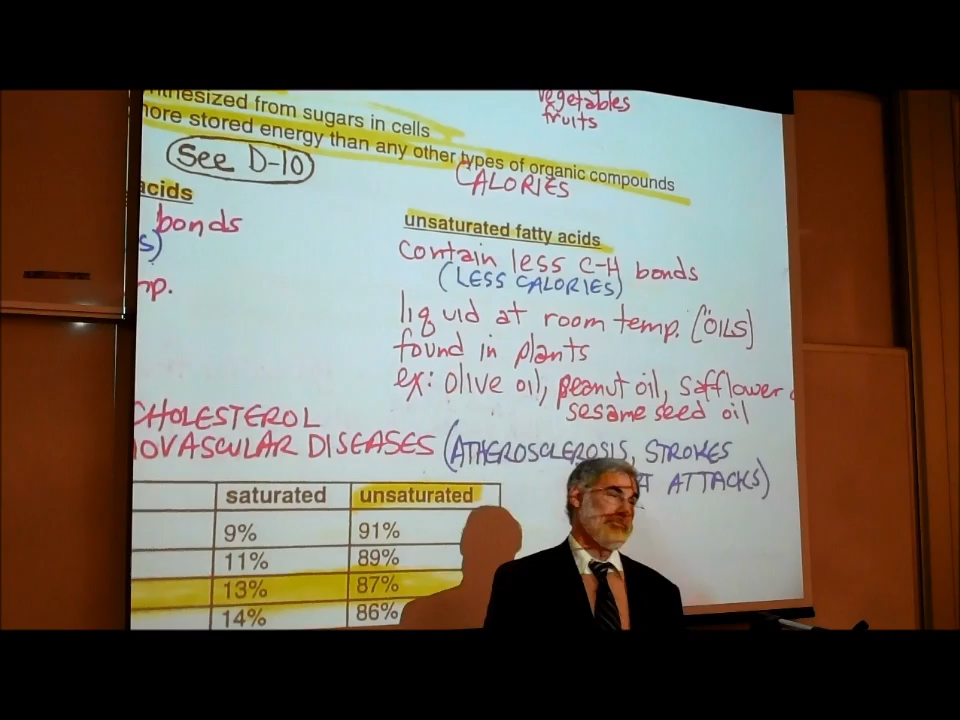 vegetables
fruits
nthesized from sugars in cells
more stored energy than any other types of organic compounds
See D-10
CALORIES
acids
bonds
s)
mp.
unsaturated fatty acids
contain less C-H bonds
(LESS CALORIES)
liquid at room temp. [OILS]
found in plants
ex: olive oil, peanut oil, safflower
sesame seed oil
CHOLESTEROL
OVASCULAR DISEASES (ATHEROSCLEROSIS, STROKES
ATTACKS)
saturated unsaturated
9% 91%
11% 89%
13% 87%
14% 86%